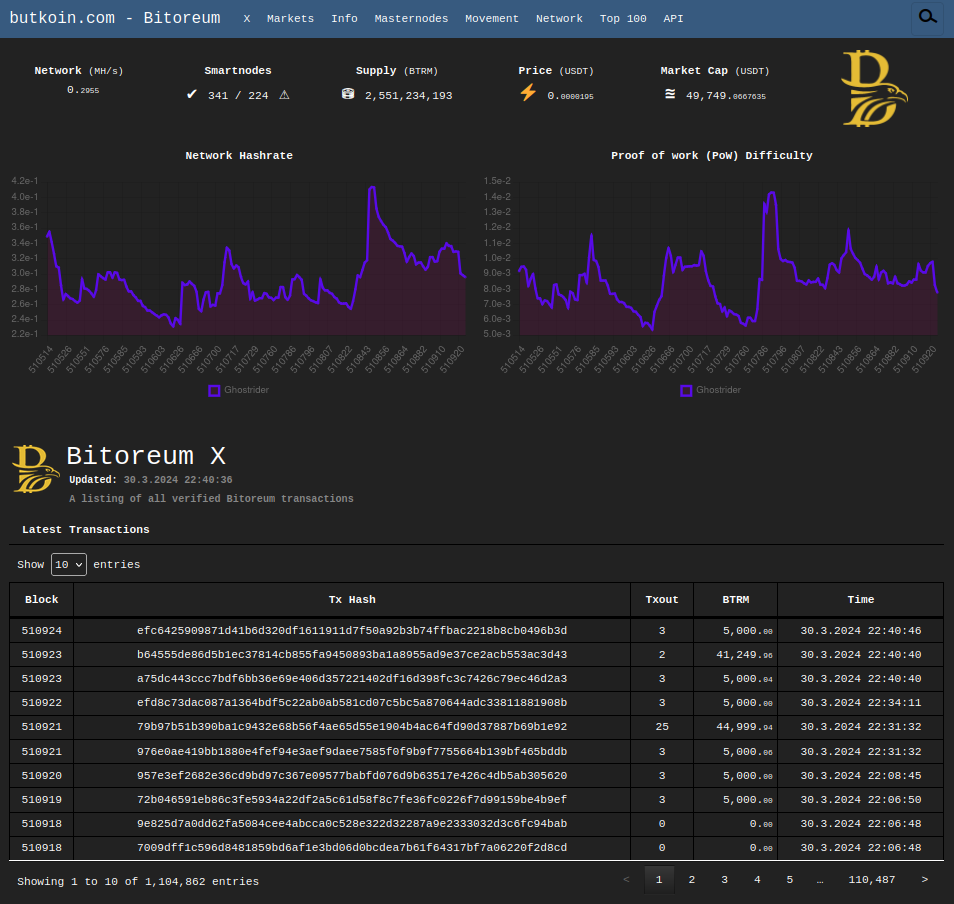 butkoin.com - Bitoreum X Markets Info Masternodes Movement Network Top 100 API
Network (MH/s) Smartnodes Supply (BTRM) Price (USDT) Market Cap (USDT)
0.2955 ✔ 341 / 224 ⚠ 2,551,234,193 ⚡ 0.0000195 ≅ 49,749.0667635
Network Hashrate
4.2e-1
4.0e-1
3.8e-1
3.6e-1
3.4e-1
3.2e-1
3.0e-1
2.8e-1
2.6e-1
2.4e-1
2.2e-1
510514 510526 510551 510576 510585 510593 510603 510626 510666 510700 510717 510729 510760 510786 510796 510807 510822 510843 510856 510864 510882 510910 510920
Ghostrider
Proof of work (PoW) Difficulty
1.5e-2
1.4e-2
1.3e-2
1.2e-2
1.1e-2
1.0e-2
9.0e-3
8.0e-3
7.0e-3
6.0e-3
5.0e-3
510514 510526 510551 510576 510585 510593 510603 510626 510666 510700 510717 510729 510760 510786 510796 510807 510822 510843 510856 510864 510882 510910 510920
Ghostrider
Bitoreum X
Updated: 30.3.2024 22:40:36
A listing of all verified Bitoreum transactions
Latest Transactions
Show 10 entries
Block Tx Hash Txout BTRM Time
510924 efc6425909871d41b6d320df1611911d7f50a92b3b74ffbac2218b8cb0496b3d 3 5,000.00 30.3.2024 22:40:46
510923 b64555de86d5b1ec37814cb855fa9450893ba1a8955ad9e37ce2acb553ac3d43 2 41,249.96 30.3.2024 22:40:40
510923 a75dc443ccc7bdf6bb36e69e406d357221402df16d398fc3c7426c79ec46d2a3 3 5,000.04 30.3.2024 22:40:40
510922 efd8c73dac087a1364bdf5c22ab0ab581cd07c5bc5a870644adc33811881908b 3 5,000.00 30.3.2024 22:34:11
510921 79b97b51b390ba1c9432e68b56f4ae65d55e1904b4ac64fd90d37887b69b1e92 25 44,999.94 30.3.2024 22:31:32
510921 976e0ae419bb1880e4fef94e3aef9daee7585f0f9b9f7755664b139bf465bddb 3 5,000.06 30.3.2024 22:31:32
510920 957e3ef2682e36cd9bd97c367e09577babfd076d9b63517e426c4db5ab305620 3 5,000.00 30.3.2024 22:08:45
510919 72b046591eb86c3fe5934a22df2a5c61d58f8c7fe36fc0226f7d99159be4b9ef 3 5,000.00 30.3.2024 22:06:50
510918 9e825d7a0dd62fa5084cee4abcca0c528e322d32287a9e2333032d3c6fc94bab 0 0.00 30.3.2024 22:06:48
510918 7009dff1c596d8481859bd6af1e3bd06d0bcdea7b61f64317bf7a06220f2d8cd 0 0.00 30.3.2024 22:06:48
Showing 1 to 10 of 1,104,862 entries < 1 2 3 4 5 … 110,487 >